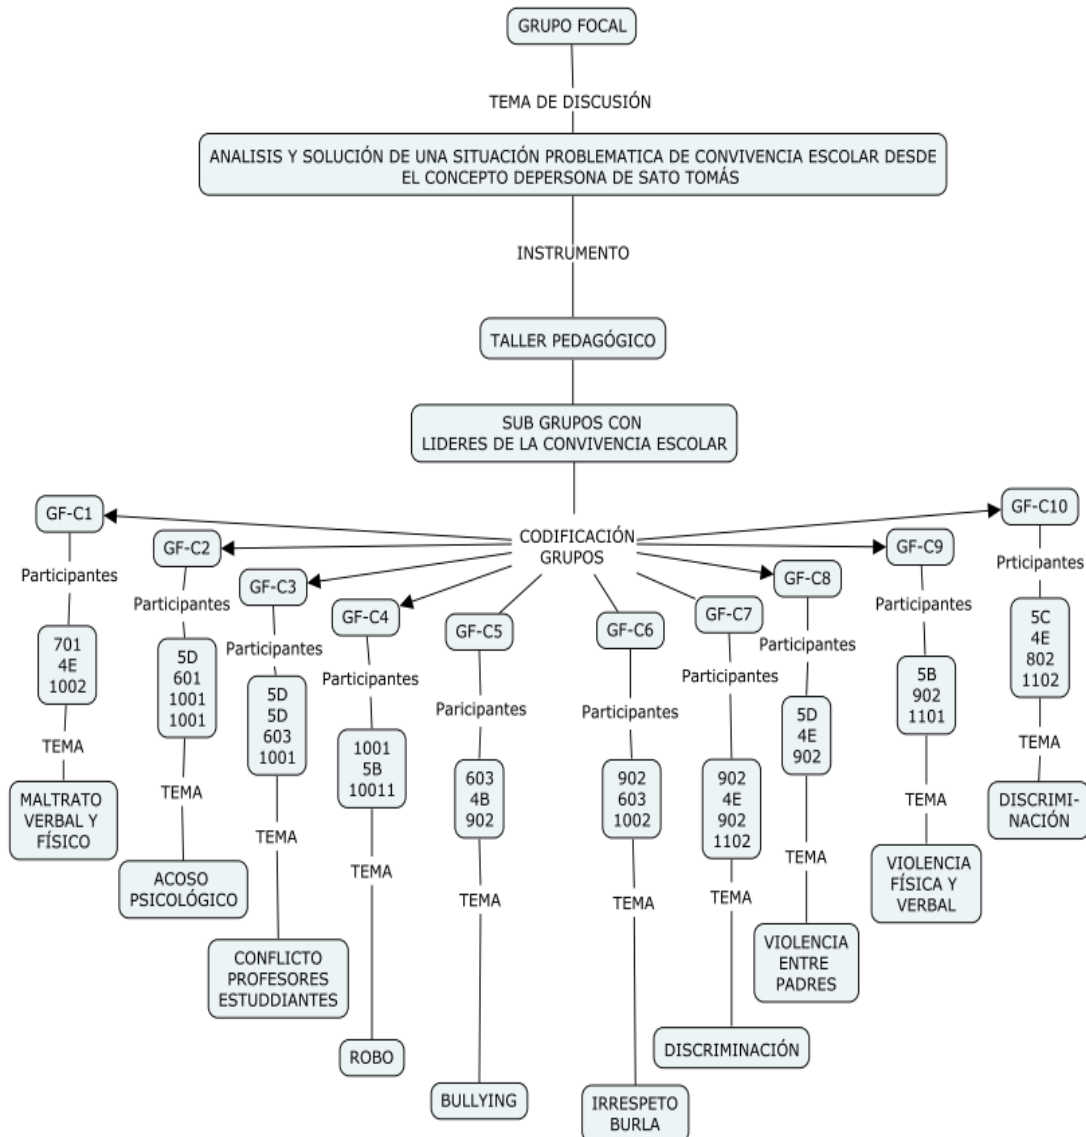 GRUPO FOCAL
TEMA DE DISCUSIÓN
ANALISIS Y SOLUCIÓN DE UNA SITUACIÓN PROBLEMATICA DE CONVIVENCIA ESCOLAR DESDE
EL CONCEPTO DEPERSONA DE SATO TOMÁS
INSTRUMENTO
TALLER PEDAGÓGICO
SUB GRUPOS CON
LIDERES DE LA CONVIVENCIA ESCOLAR
CODIFICACIÓN
GRUPOS
GF-C1
Participantes
701
4E
1002
TEMA
MALTRATO
VERBAL Y
FÍSICO
GF-C2
Participantes
5D
601
1001
1001
TEMA
ACOSO
PSICOLÓGICO
GF-C3
Participantes
5D
5D
603
1001
TEMA
CONFLICTO
PROFESORES
ESTUDDIANTES
GF-C4
Participantes
1001
5B
10011
TEMA
ROBO
GF-C5
Paricipantes
603
4B
902
TEMA
BULLYING
GF-C6
Participantes
902
603
1002
TEMA
IRRESPETO
BURLA
GF-C7
Participantes
902
4E
902
1102
TEMA
DISCRIMINACIÓN
GF-C8
Participantes
5D
4E
902
TEMA
VIOLENCIA
ENTRE
PADRES
GF-C9
Participantes
5B
902
1101
TEMA
VIOLENCIA
FÍSICA Y
VERBAL
GF-C10
Prticipantes
5C
4E
802
1102
TEMA
DISCRIMI-
NACIÓN